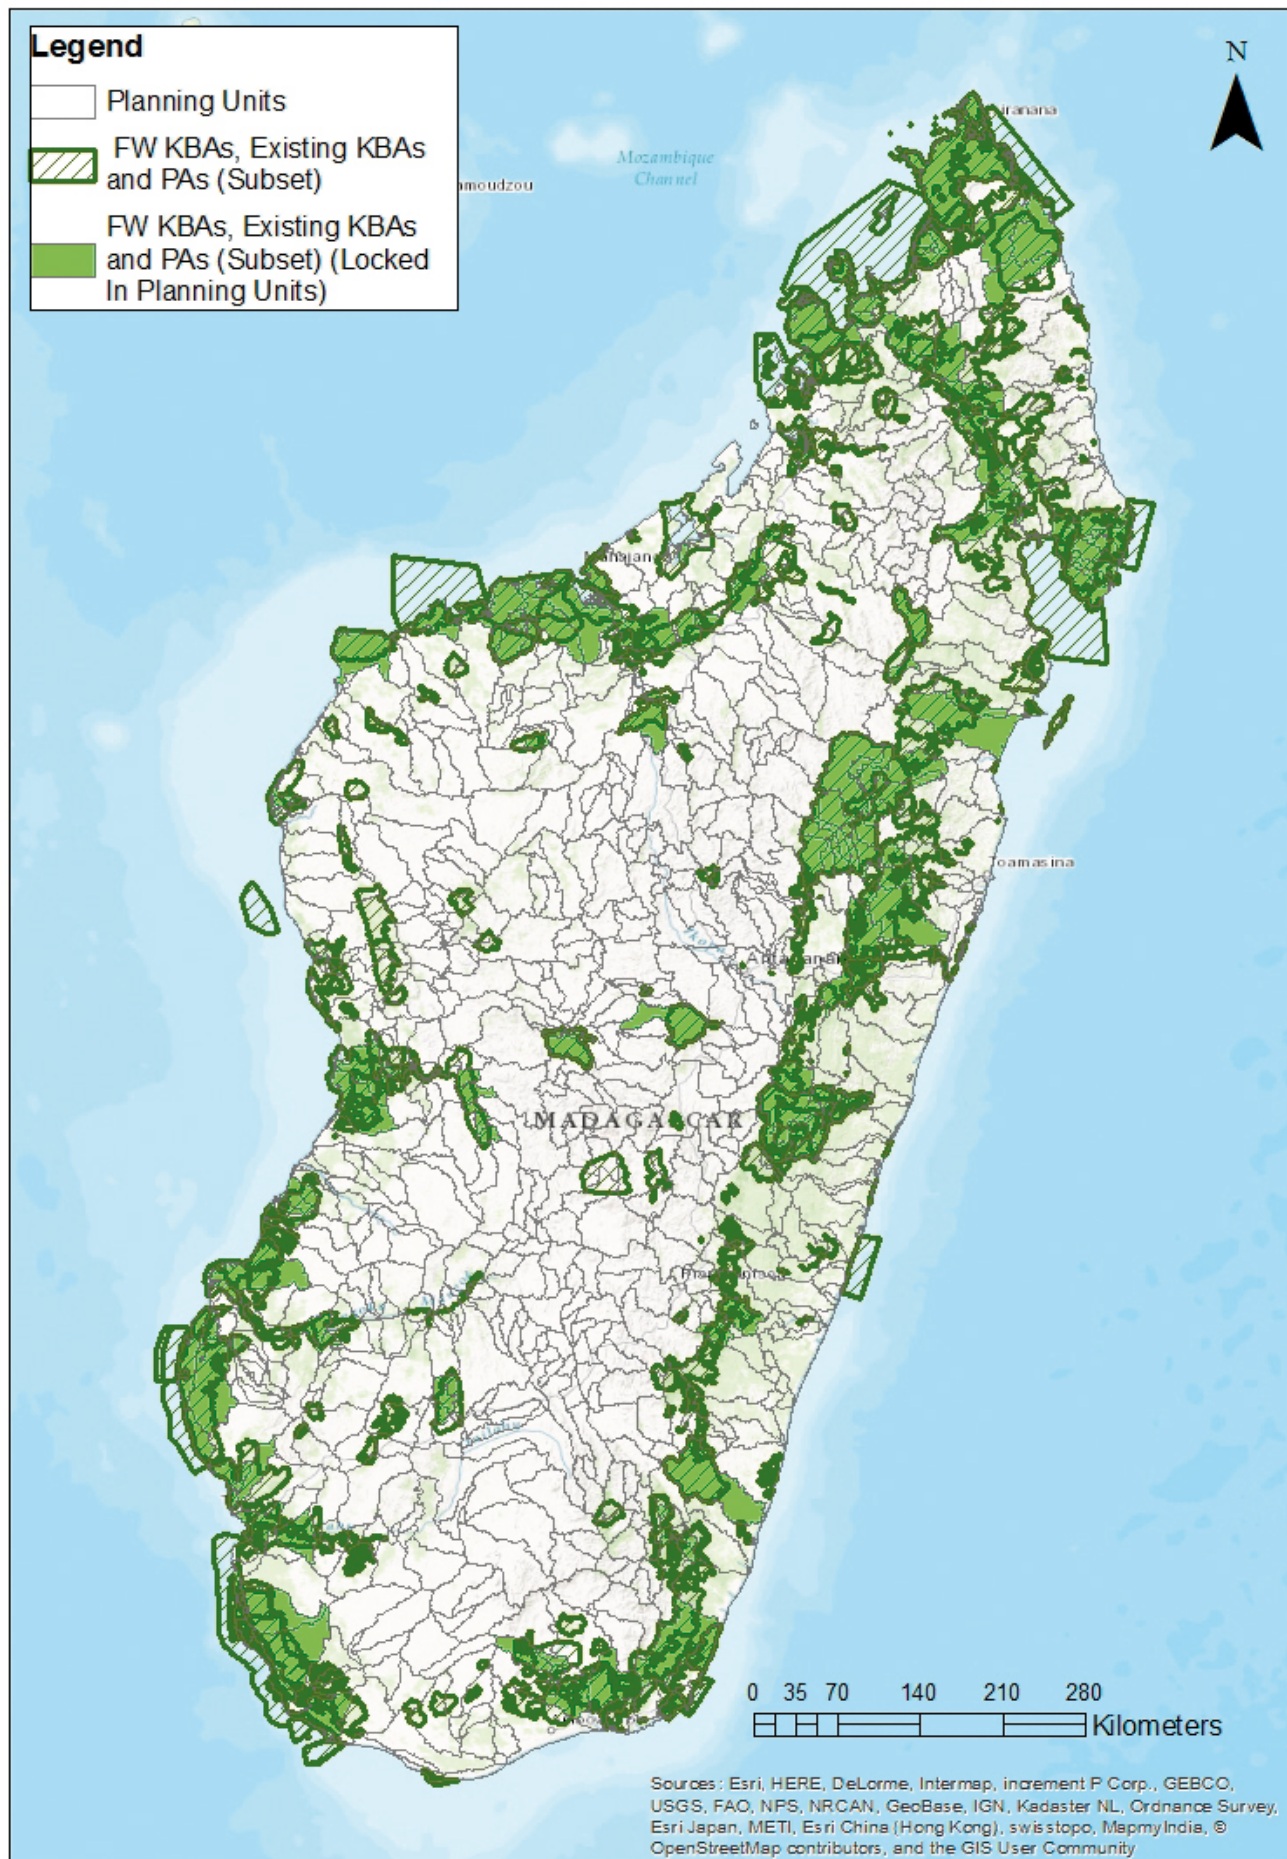 Legend
Planning Units
FW KBAs, Existing KBAs
and PAs (Subset)
FW KBAs, Existing KBAs
and PAs (Subset) (Locked
In Planning Units)
N
iranana
Mozambique
Channel
amoudzou
oamasina
MADAGASCAR
0 35 70 140 210 280
Kilometers
Sources: Esri, HERE, DeLorme, Intermap, increment P Corp., GEBCO,
USGS, FAO, NPS, NRCAN, GeoBase, IGN, Kadaster NL, Ordnance Survey,
Esri Japan, METI, Esri China (Hong Kong), swisstopo, MapmyIndia, ©
OpenStreetMap contributors, and the GIS User Community